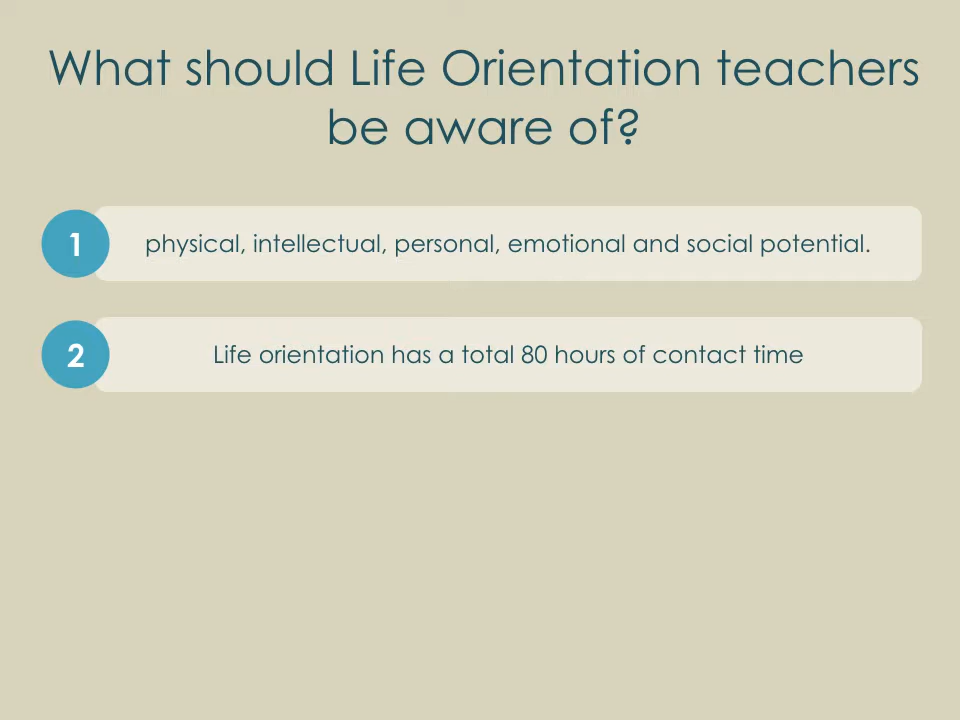 What should Life Orientation teachers
be aware of?
1
physical, intellectual, personal, emotional and social potential.
2
Life orientation has a total 80 hours of contact time